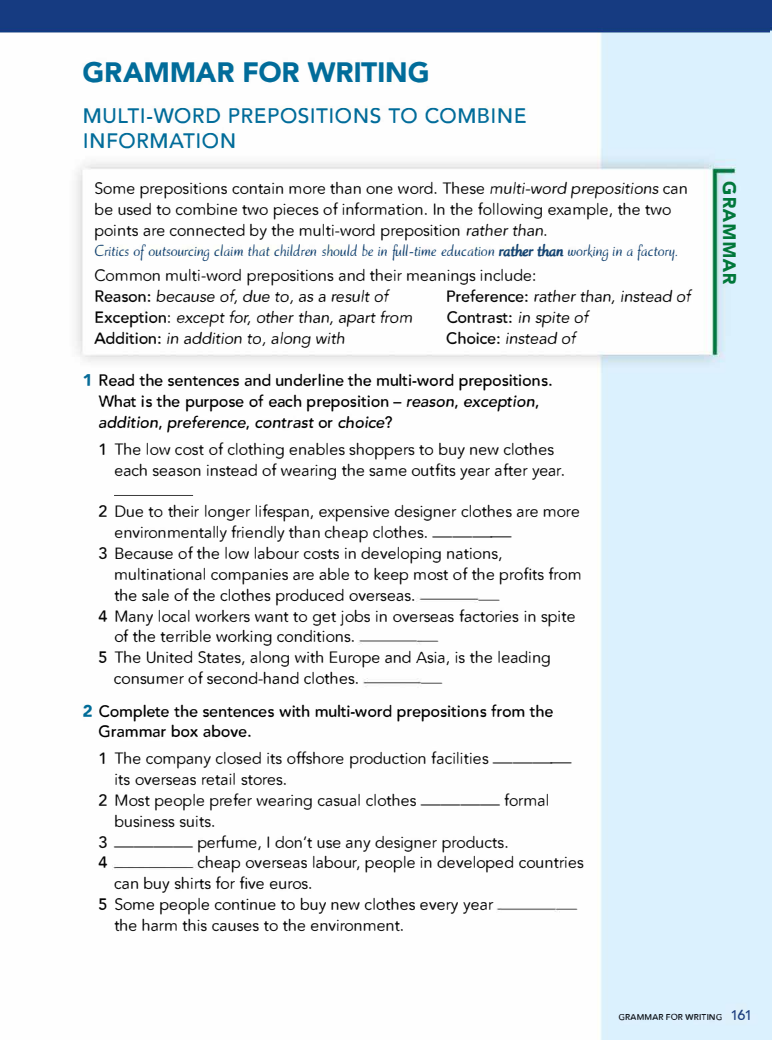 GRAMMAR FOR WRITING
MULTI-WORD PREPOSITIONS TO COMBINE
INFORMATION
Some prepositions contain more than one word. These multi-word prepositions can
be used to combine two pieces of information. In the following example, the two
points are connected by the multi-word preposition rather than.
Critics of outsourcing claim that children should be in full-time education rather than working in a factory.
Common multi-word prepositions and their meanings include:
Reason: because of, due to, as a result of Preference: rather than, instead of
Exception: except for, other than, apart from Contrast: in spite of
Addition: in addition to, along with Choice: instead of
GRAMMAR
1 Read the sentences and underline the multi-word prepositions.
What is the purpose of each preposition – reason, exception,
addition, preference, contrast or choice?
1 The low cost of clothing enables shoppers to buy new clothes
each season instead of wearing the same outfits year after year.
__________
2 Due to their longer lifespan, expensive designer clothes are more
environmentally friendly than cheap clothes. __________
3 Because of the low labour costs in developing nations,
multinational companies are able to keep most of the profits from
the sale of the clothes produced overseas. __________
4 Many local workers want to get jobs in overseas factories in spite
of the terrible working conditions. __________
5 The United States, along with Europe and Asia, is the leading
consumer of second-hand clothes. __________
2 Complete the sentences with multi-word prepositions from the
Grammar box above.
1 The company closed its offshore production facilities __________
its overseas retail stores.
2 Most people prefer wearing casual clothes __________ formal
business suits.
3 __________ perfume, I don't use any designer products.
4 __________ cheap overseas labour, people in developed countries
can buy shirts for five euros.
5 Some people continue to buy new clothes every year __________
the harm this causes to the environment.
GRAMMAR FOR WRITING 161